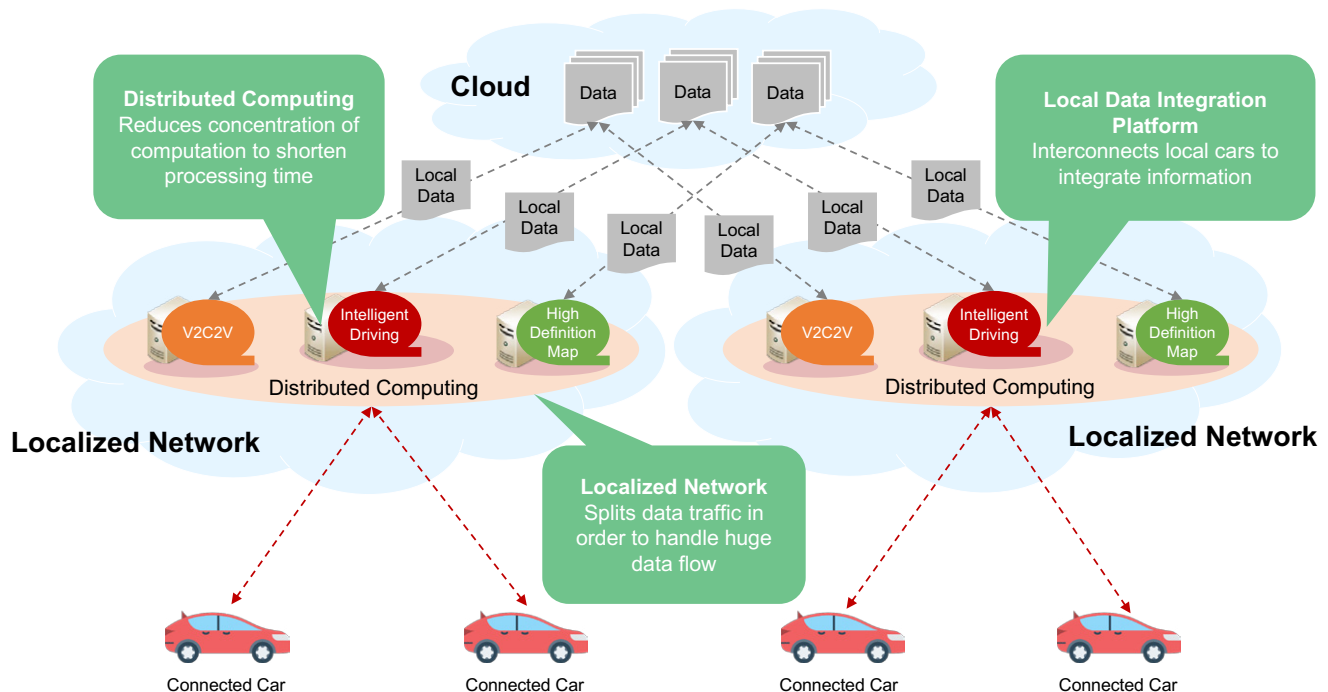 Cloud
Data
Data
Data
Distributed Computing
Reduces concentration of
computation to shorten
processing time
Local Data Integration
Platform
Interconnects local cars to
integrate information
Local
Data
Local
Data
Local
Data
Local
Data
Local
Data
Local
Data
V2C2V
Intelligent
Driving
High
Definition
Map
Distributed Computing
V2C2V
Intelligent
Driving
High
Definition
Map
Distributed Computing
Localized Network
Localized Network
Localized Network
Splits data traffic in
order to handle huge
data flow
Connected Car
Connected Car
Connected Car
Connected Car